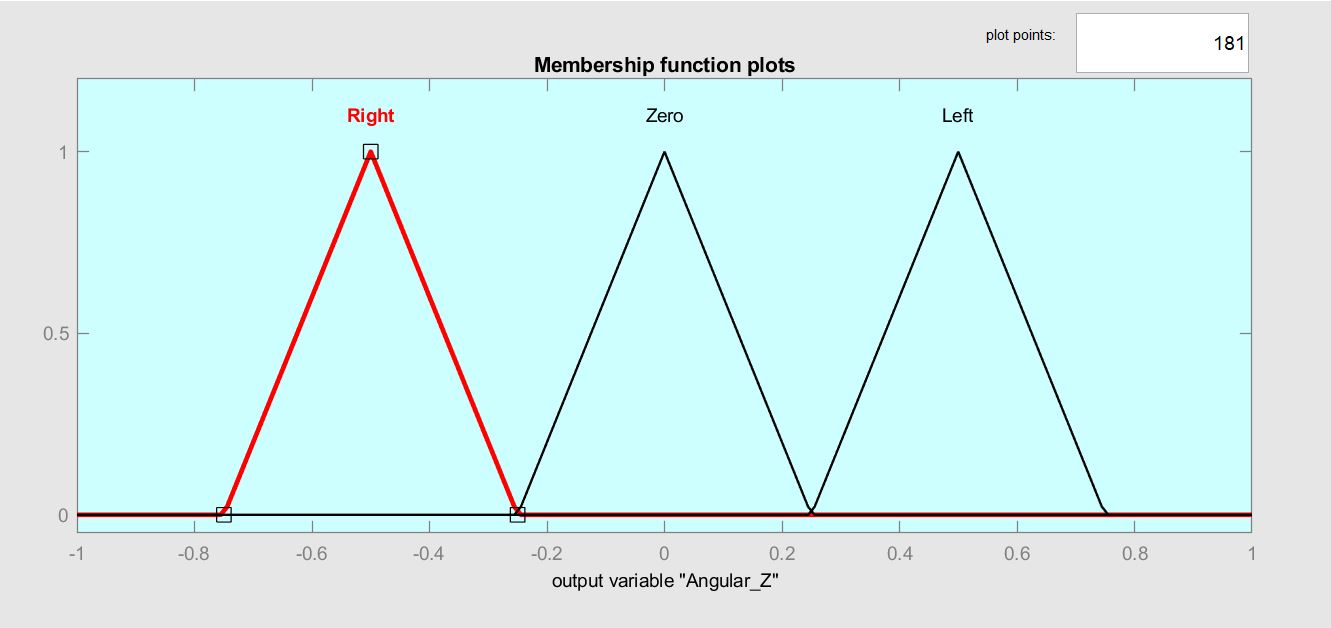 plot points:
181
Membership function plots
Right Zero Left
1
0.5
0
-1 -0.8 -0.6 -0.4 -0.2 0 0.2 0.4 0.6 0.8 1
output variable "Angular_Z"